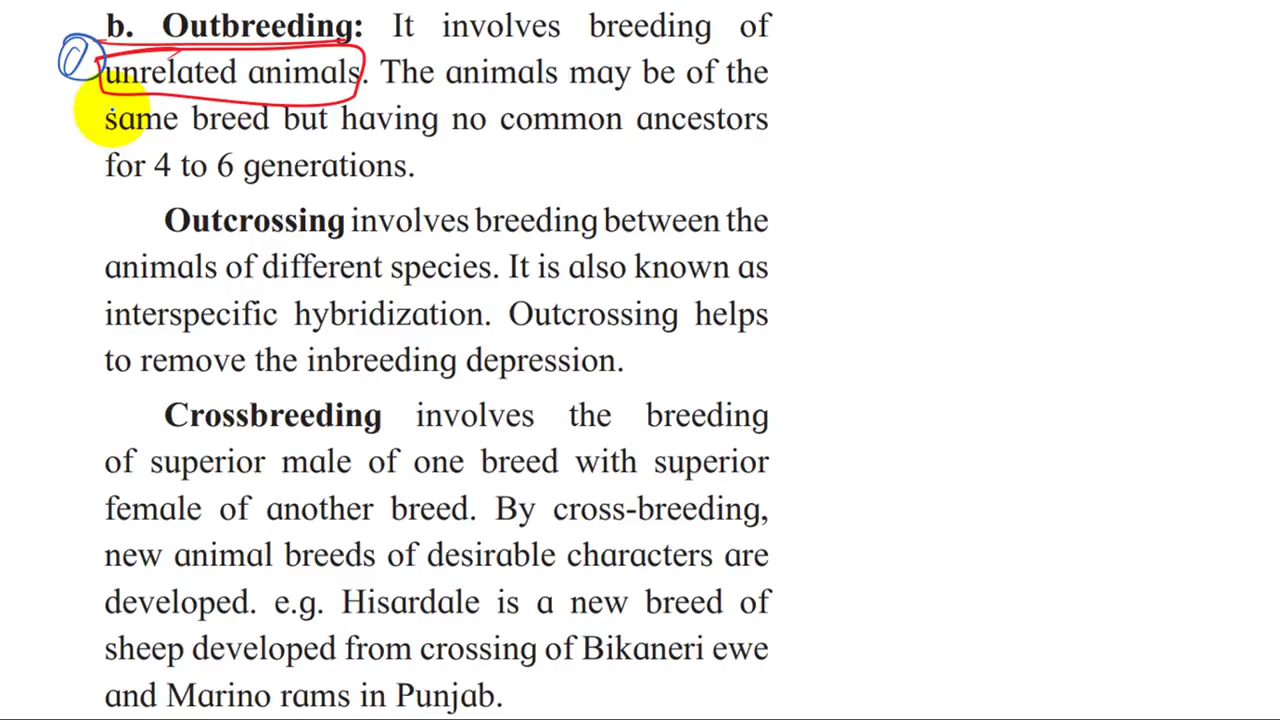 b. Outbreeding: It involves breeding of
unrelated animals. The animals may be of the
same breed but having no common ancestors
for 4 to 6 generations.
Outcrossing involves breeding between the
animals of different species. It is also known as
interspecific hybridization. Outcrossing helps
to remove the inbreeding depression.
Crossbreeding involves the breeding
of superior male of one breed with superior
female of another breed. By cross-breeding,
new animal breeds of desirable characters are
developed. e.g. Hisardale is a new breed of
sheep developed from crossing of Bikaneri ewe
and Marino rams in Punjab.